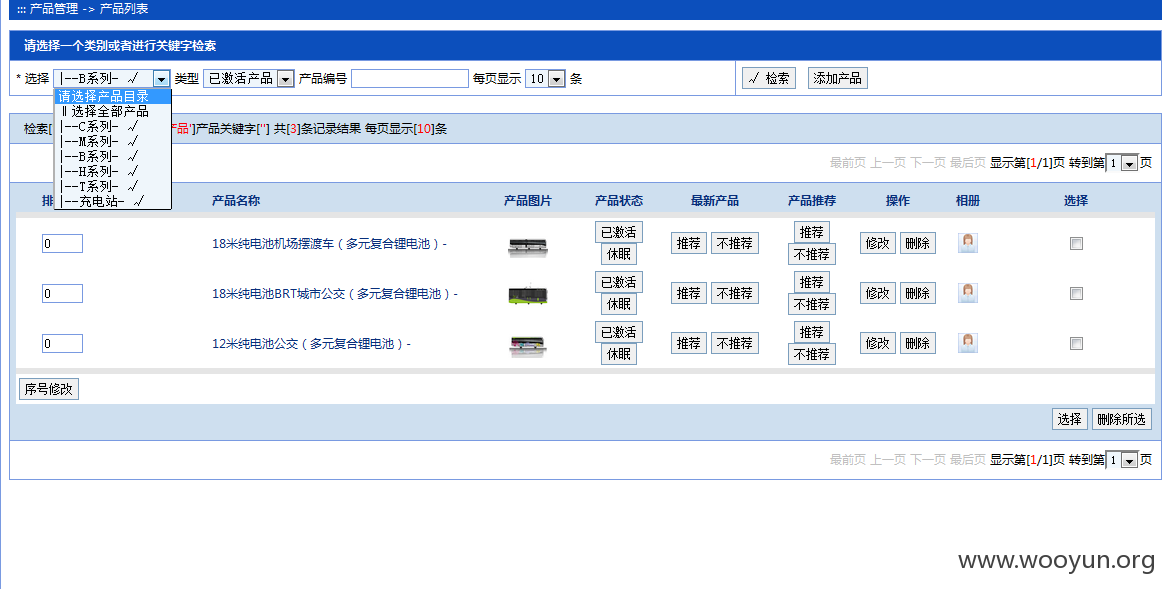 ::: 产品管理 -> 产品列表
请选择一个类别或者进行关键字检索
* 选择 |--B系列- √ 类型 已激活产品 产品编号 每页显示 10 条 √ 检索 添加产品
请选择产品目录
‖ 选择全部产品
|--C系列- √
|--M系列- √
|--B系列- √
|--H系列- √
|--T系列- √
|--充电站- √
检索[ 产品']产品关键字[''] 共[3]条记录结果 每页显示[10]条
最前页 上一页 下一页 最后页 显示第[1/1]页 转到第 1 页
排 产品名称 产品图片 产品状态 最新产品 产品推荐 操作 相册 选择
0 18米纯电池机场摆渡车（多元复合锂电池）- 已激活 休眠 推荐 不推荐 推荐 不推荐 修改 删除
0 18米纯电池BRT城市公交（多元复合锂电池）- 已激活 休眠 推荐 不推荐 推荐 不推荐 修改 删除
0 12米纯电池公交（多元复合锂电池）- 已激活 休眠 推荐 不推荐 推荐 不推荐 修改 删除
序号修改
选择 删除所选
最前页 上一页 下一页 最后页 显示第[1/1]页 转到第 1 页
www.wooyun.org